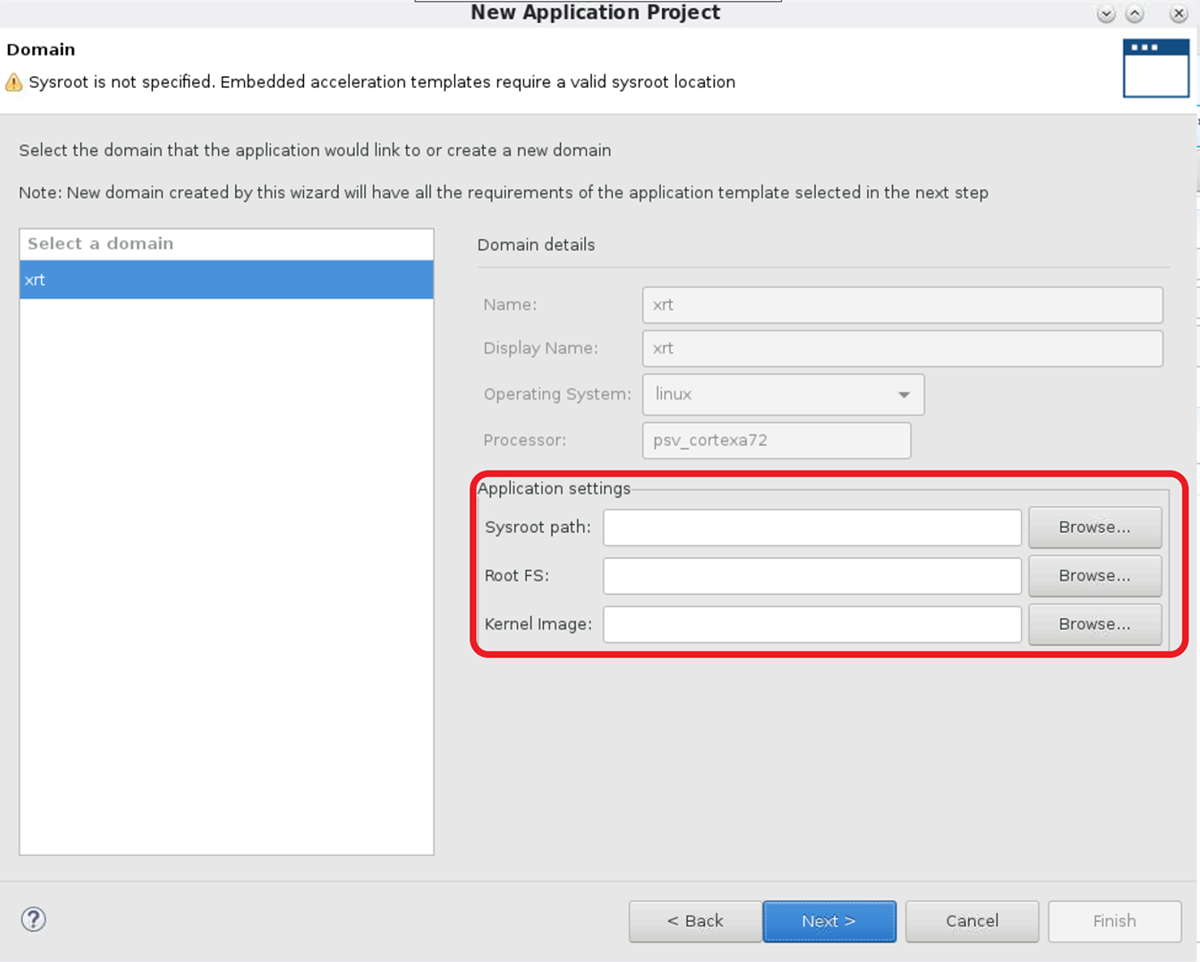 New Application Project
Domain
Sysroot is not specified. Embedded acceleration templates require a valid sysroot location
Select the domain that the application would link to or create a new domain
Note: New domain created by this wizard will have all the requirements of the application template selected in the next step
Select a domain
xrt
Domain details
Name: xrt
Display Name: xrt
Operating System: linux
Processor: psv_cortexa72
Application settings
Sysroot path: Browse...
Root FS: Browse...
Kernel Image: Browse...
? < Back Next > Cancel Finish